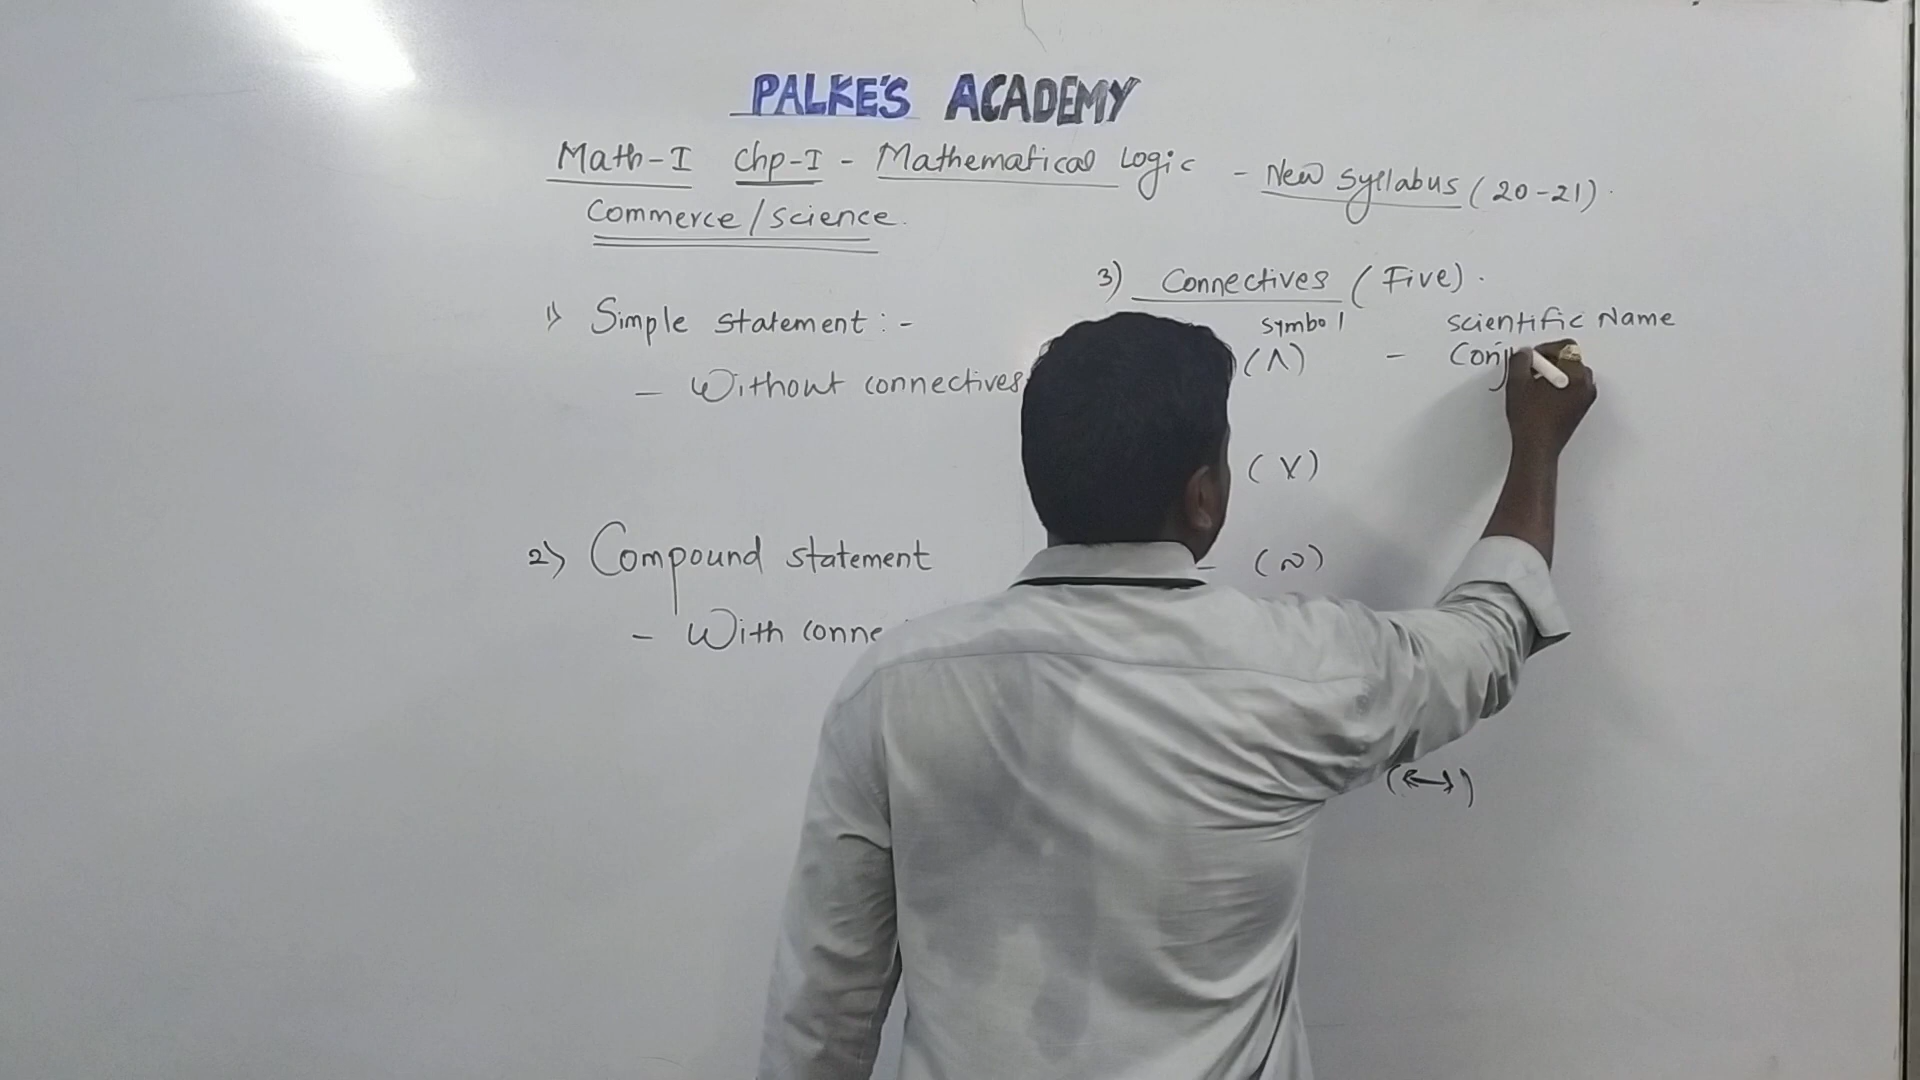 PALKE'S ACADEMY
Math-I Chp-I - Mathematical Logic - New Syllabus (20-21).
Commerce/Science.
1) Simple statement :-
- Without connectives
2) Compound statement
- With conne
3) Connectives (Five).
Symbol Scientific Name
(∧) - Conj
(∨)
- (~)
(↔)